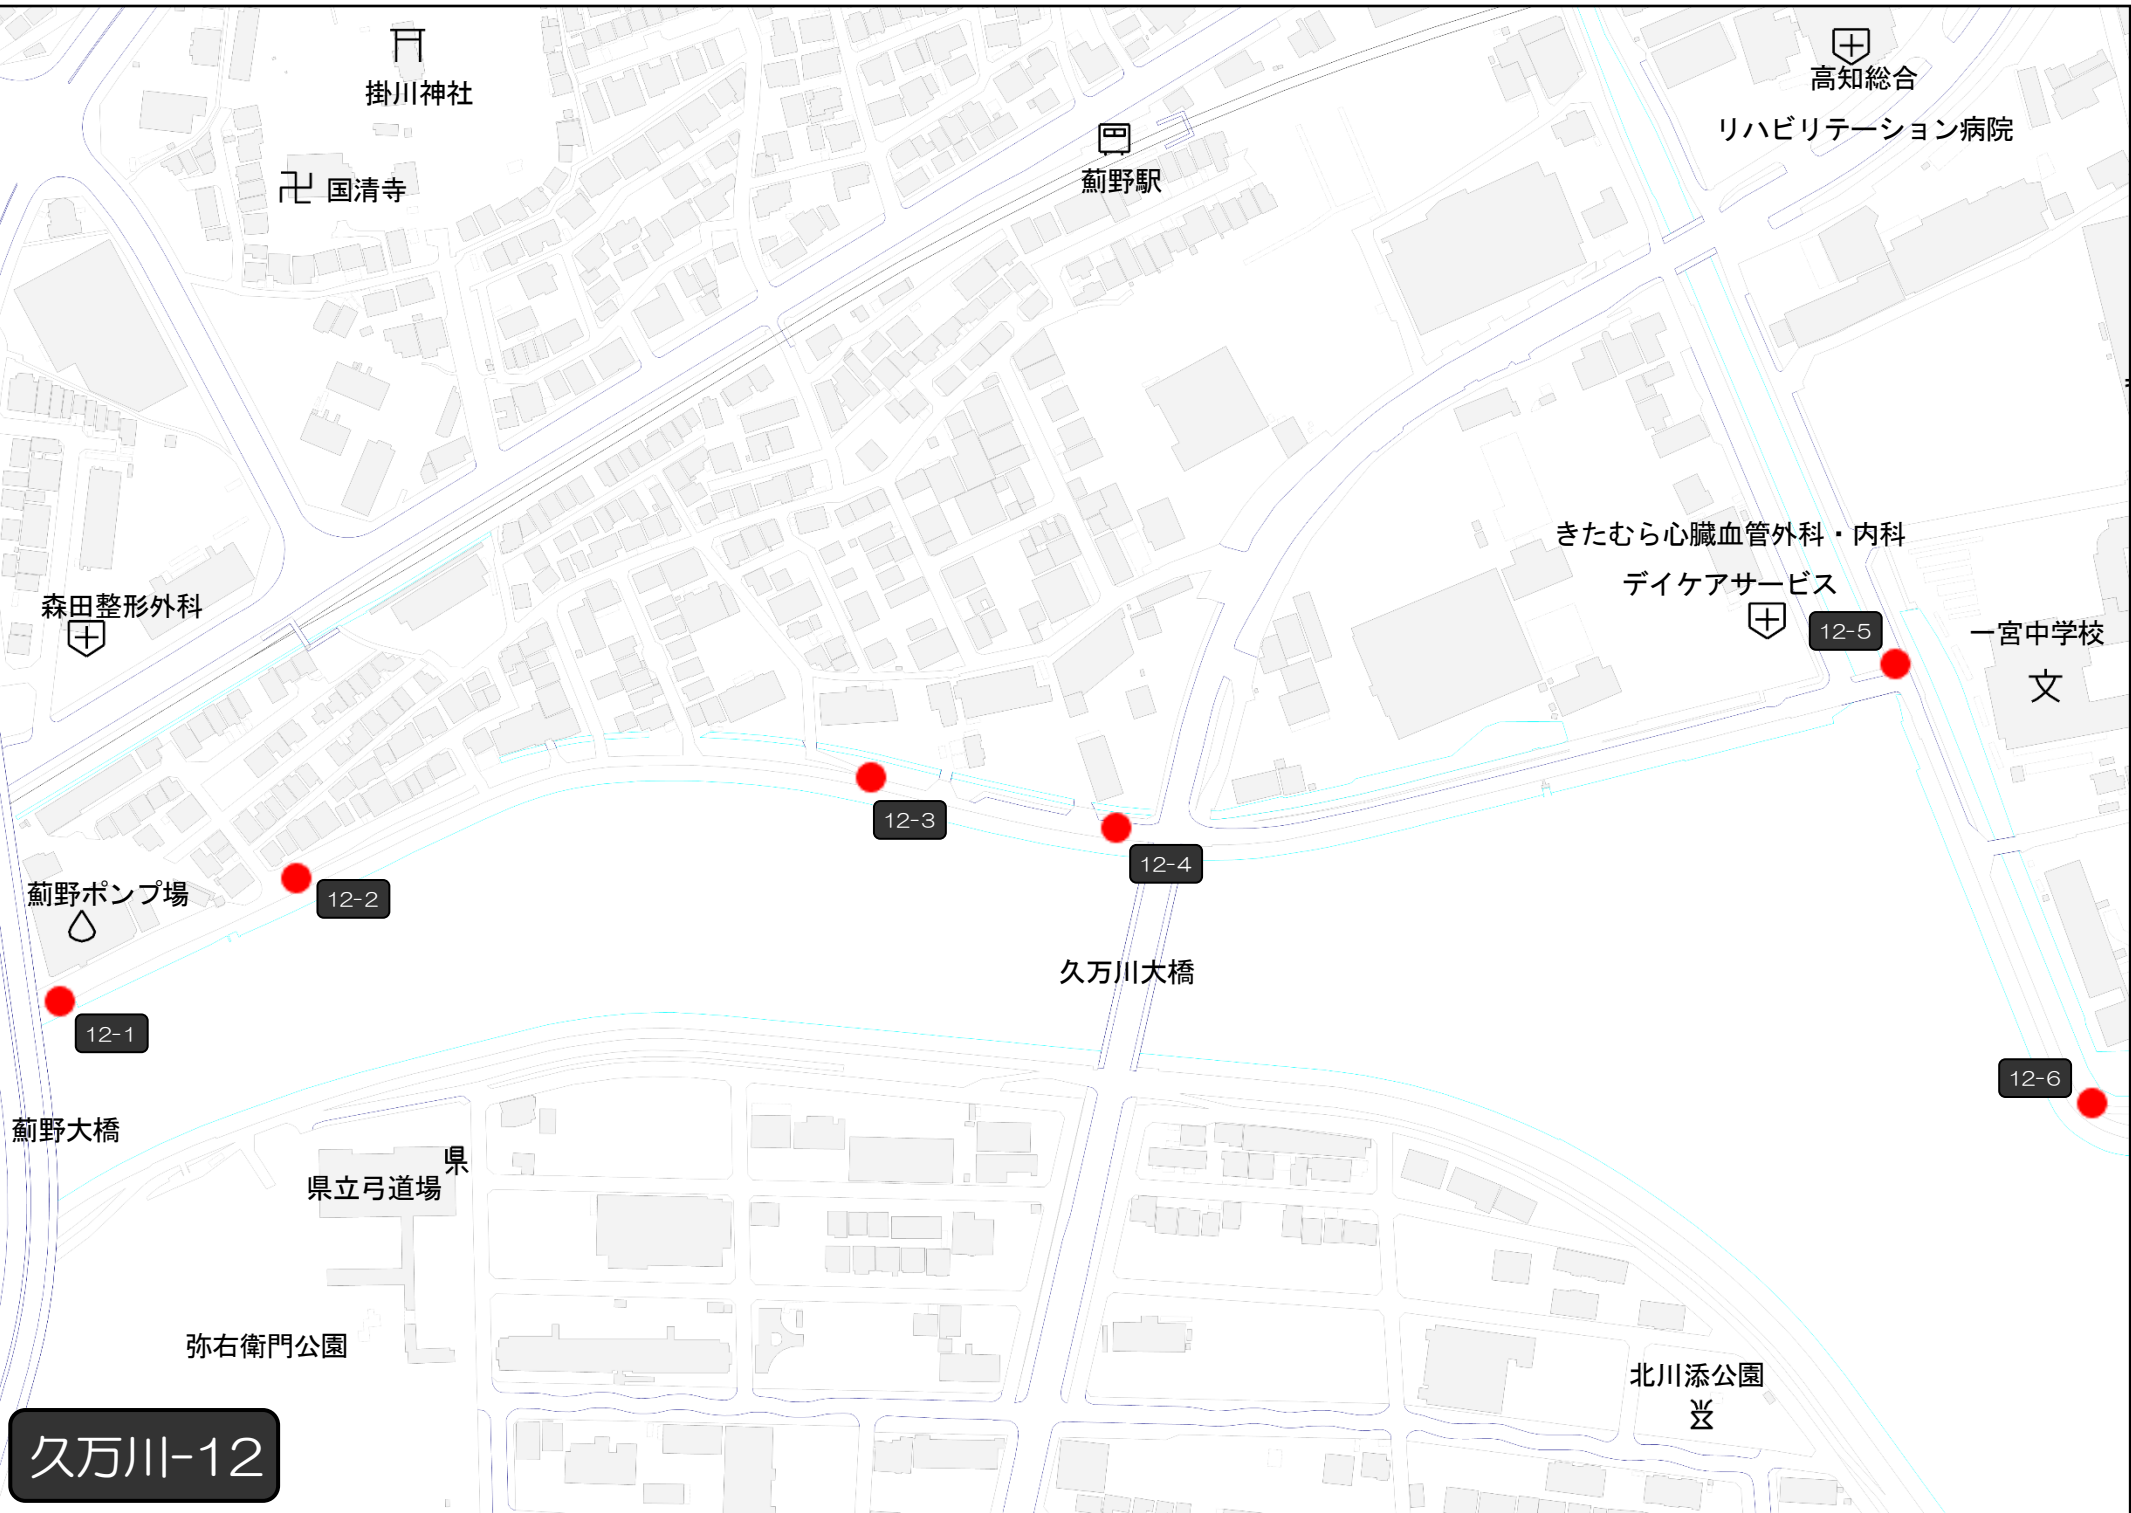 掛川神社
国清寺
薊野駅
高知総合
リハビリテーション病院
きたむら心臓血管外科・内科
デイケアサービス
12-5
一宮中学校
文
森田整形外科
12-3
12-4
薊野ポンプ場
12-2
久万川大橋
12-1
12-6
薊野大橋
県
県立弓道場
弥右衛門公園
北川添公園
久万川-12